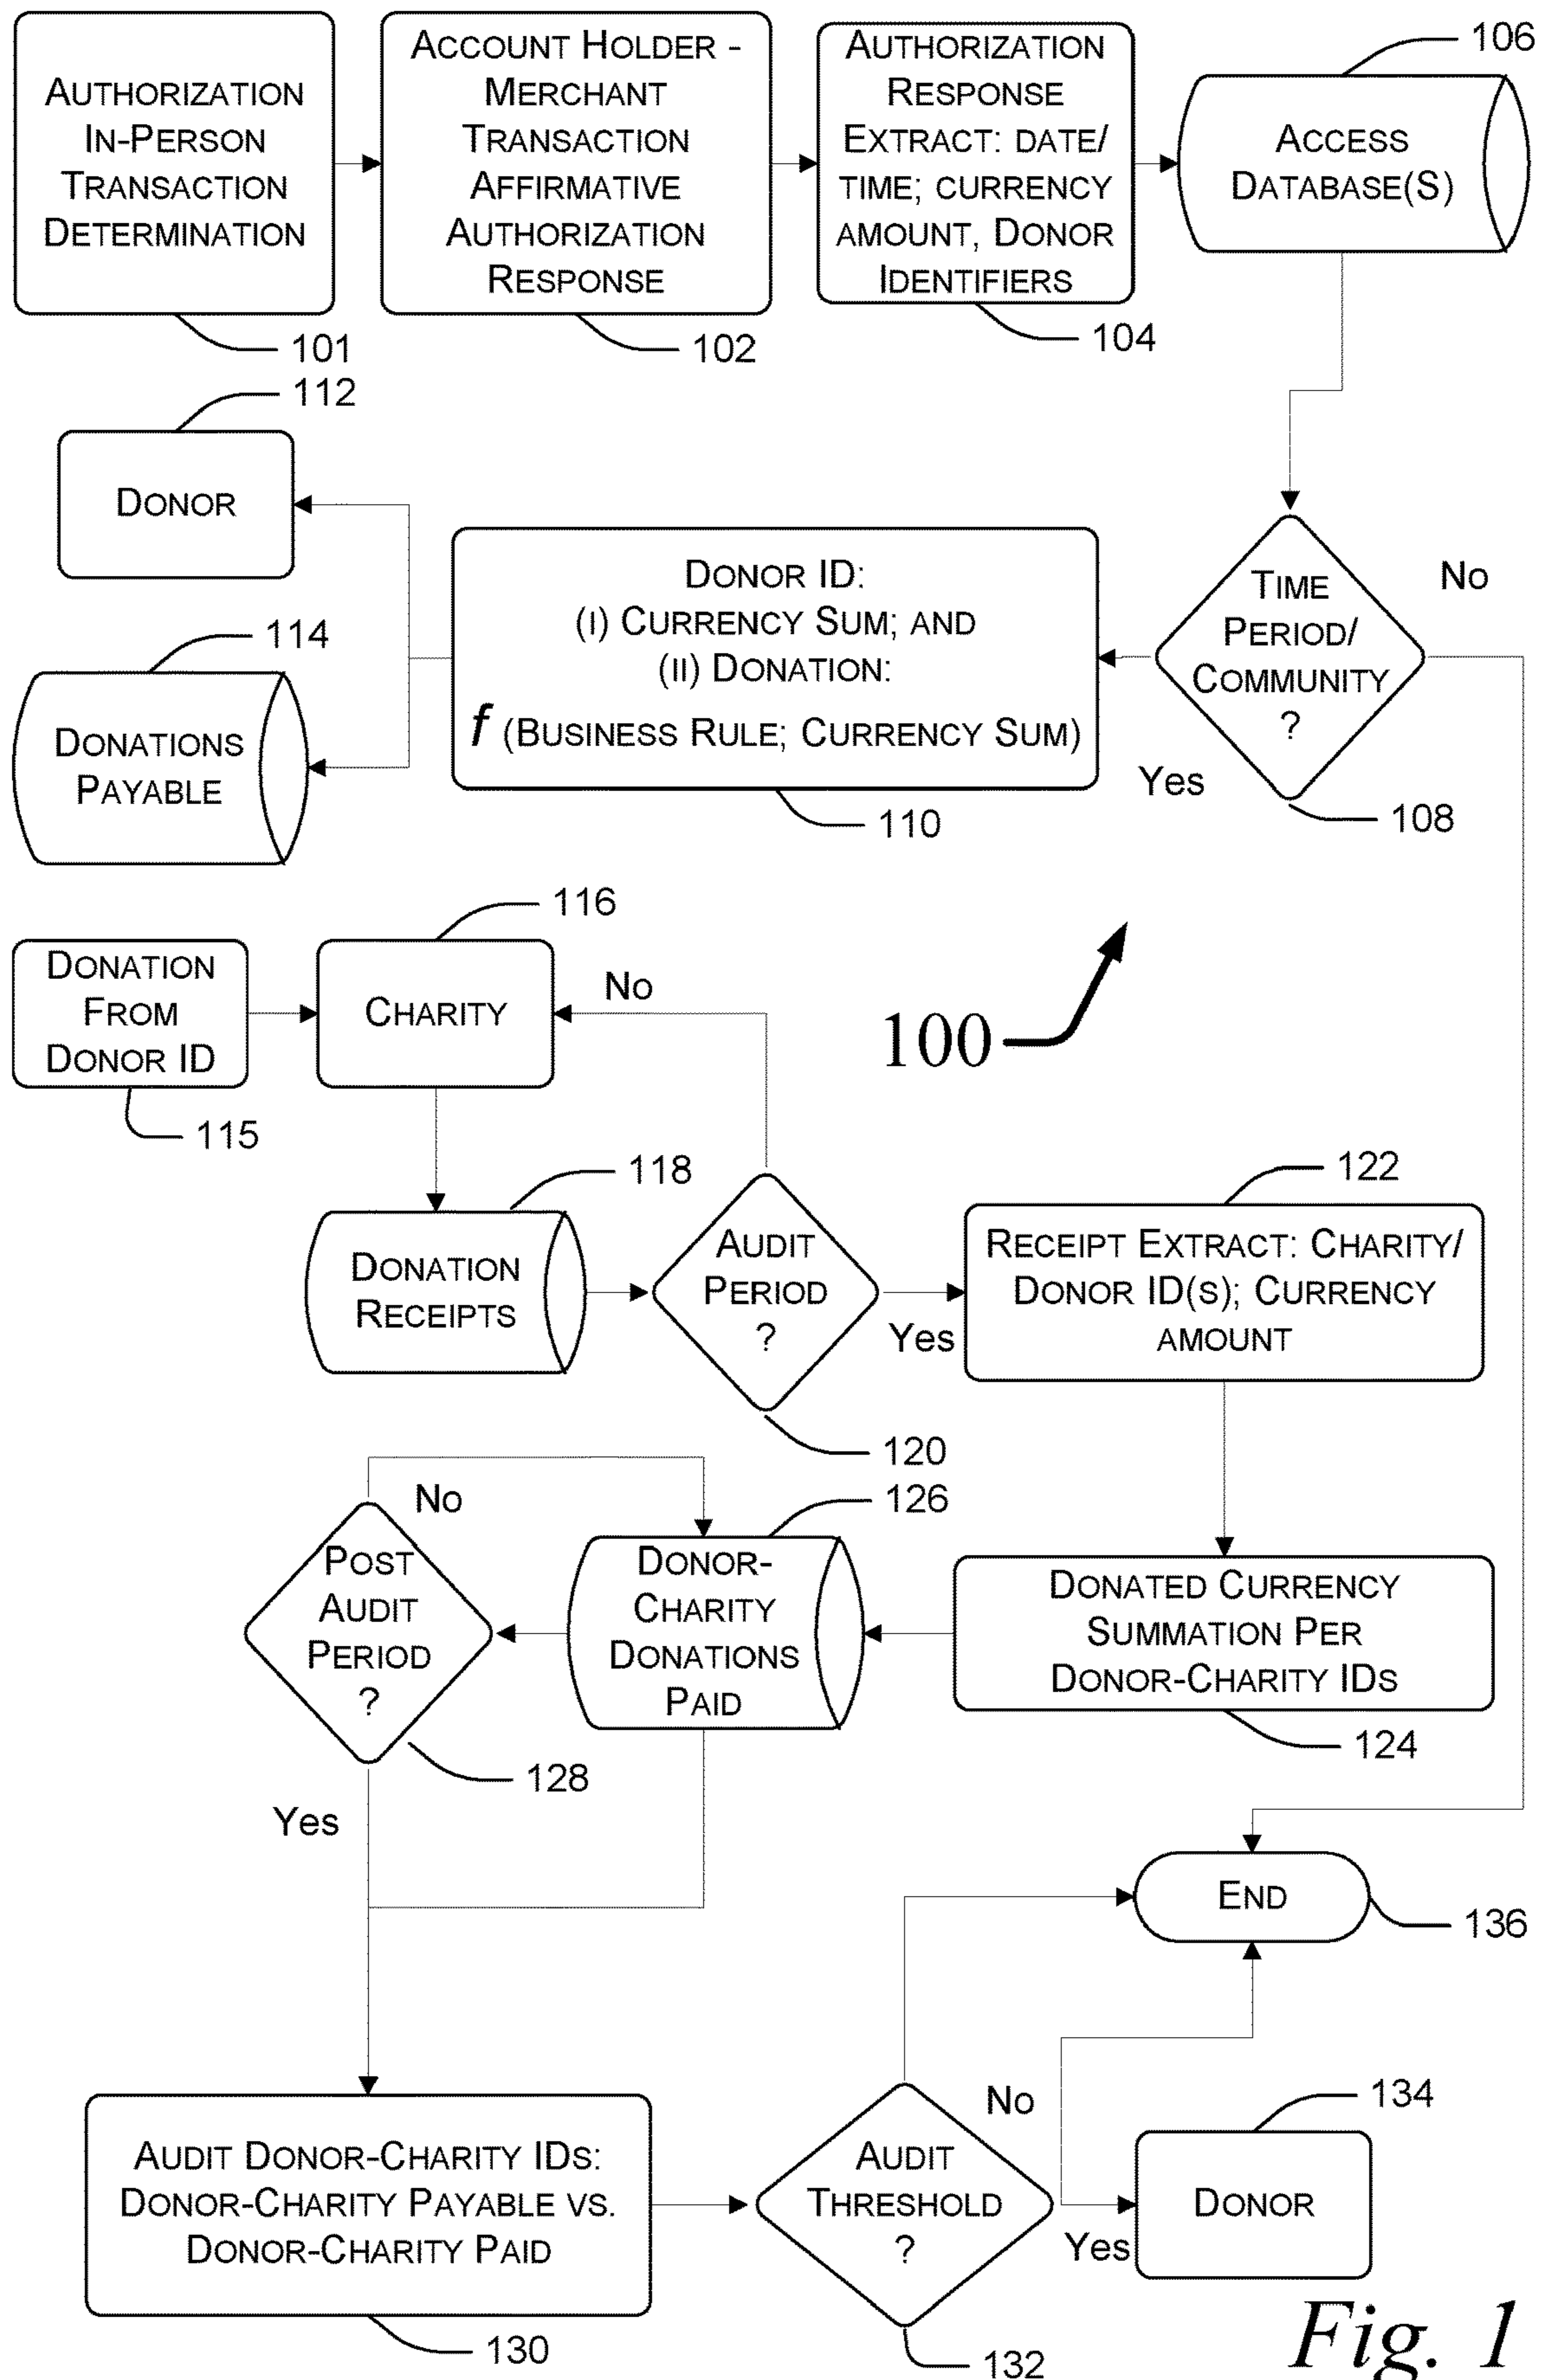 AUTHORIZATION
IN-PERSON
TRANSACTION
DETERMINATION
101
ACCOUNT HOLDER -
MERCHANT
TRANSACTION
AFFIRMATIVE
AUTHORIZATION
RESPONSE
102
AUTHORIZATION
RESPONSE
EXTRACT: DATE/
TIME; CURRENCY
AMOUNT, DONOR
IDENTIFIERS
104
106
ACCESS
DATABASE(S)
112
DONOR
114
DONATIONS
PAYABLE
DONOR ID:
(I) CURRENCY SUM; AND
(II) DONATION:
f (BUSINESS RULE; CURRENCY SUM)
110
TIME
PERIOD/
COMMUNITY
?
No
Yes
108
116
DONATION
FROM
DONOR ID
115
CHARITY
No
100
118
DONATION
RECEIPTS
AUDIT
PERIOD
?
Yes
120
122
RECEIPT EXTRACT: CHARITY/
DONOR ID(S); CURRENCY
AMOUNT
No
POST
AUDIT
PERIOD
?
128
Yes
126
DONOR-
CHARITY
DONATIONS
PAID
DONATED CURRENCY
SUMMATION PER
DONOR-CHARITY IDS
124
END
136
AUDIT DONOR-CHARITY IDS:
DONOR-CHARITY PAYABLE VS.
DONOR-CHARITY PAID
130
AUDIT
THRESHOLD
?
No
Yes
132
134
DONOR
Fig. 1